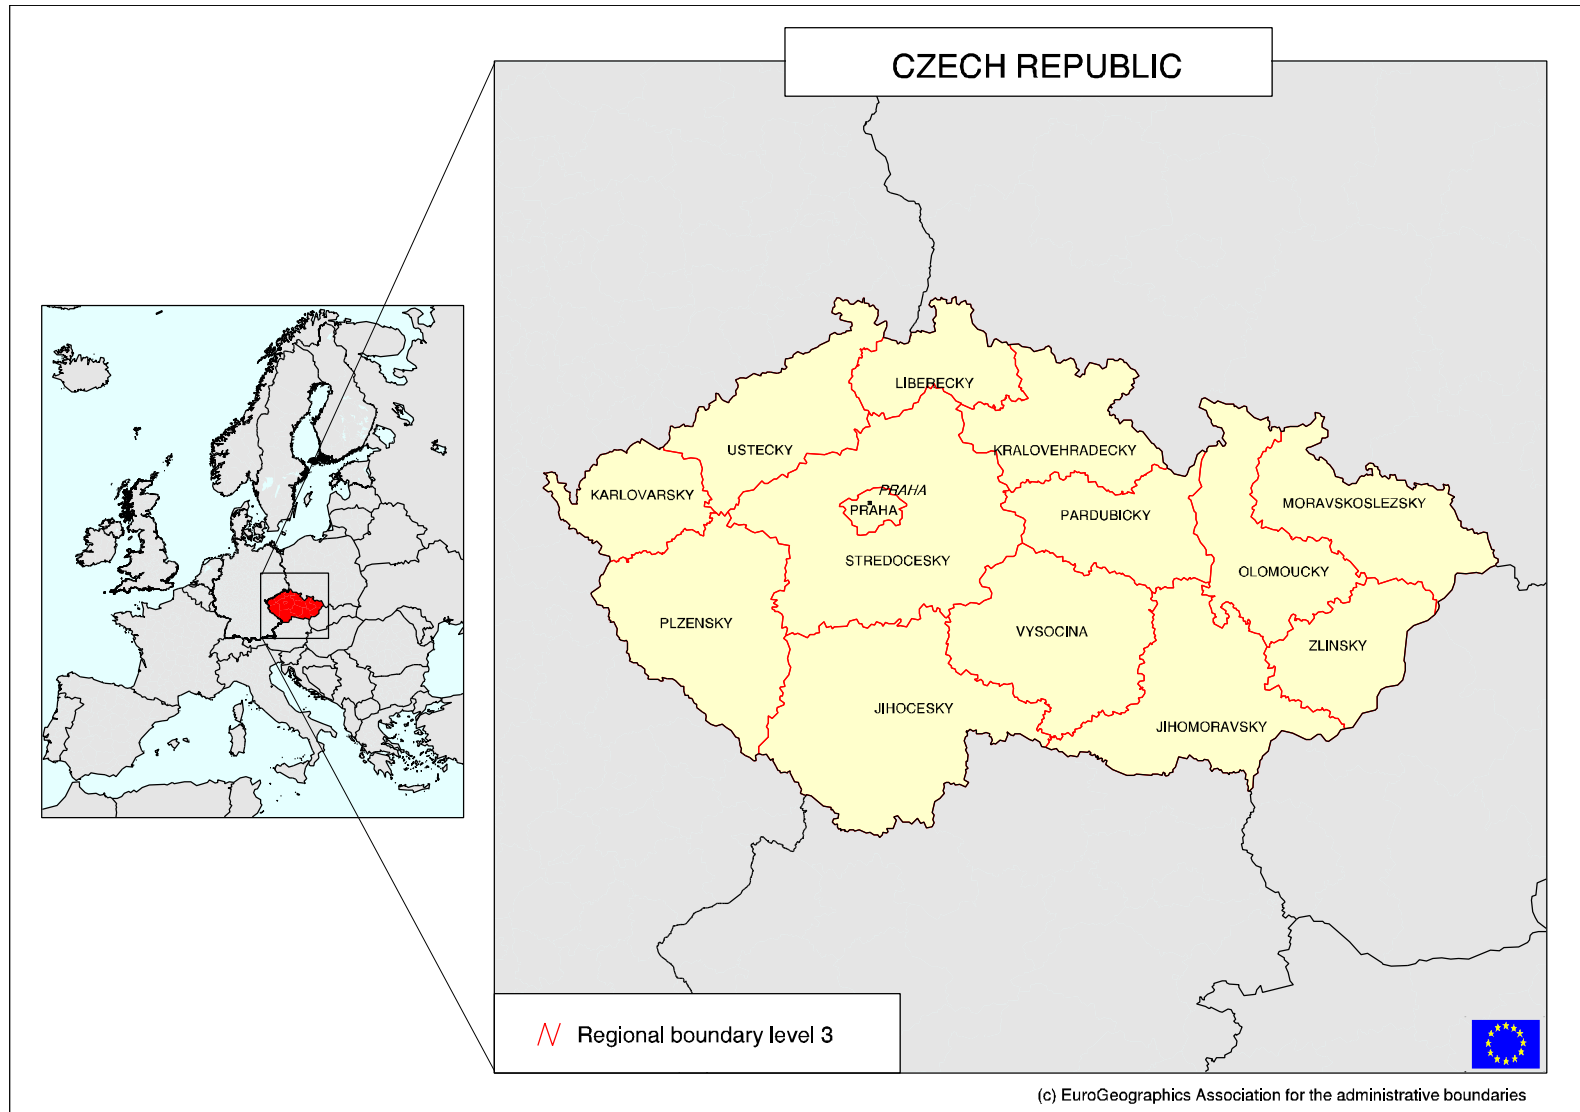 CZECH REPUBLIC
LIBERECKY
USTECKY
KRALOVEHRADECKY
KARLOVARSKY
PRAHA
PRAHA
MORAVSKOSLEZSKY
PARDUBICKY
STREDOCESKY
OLOMOUCKY
PLZENSKY
VYSOCINA
ZLINSKY
JIHOCESKY
JIHOMORAVSKY
Regional boundary level 3
(c) EuroGeographics Association for the administrative boundaries